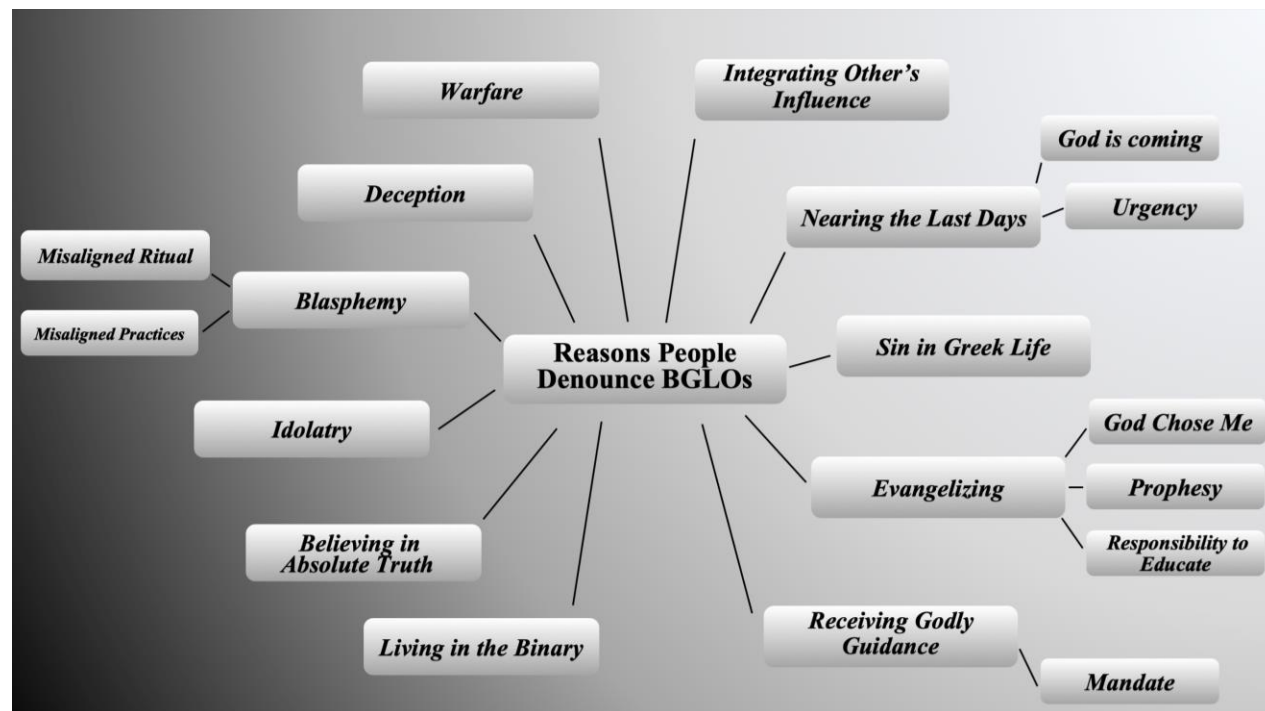 Warfare
Integrating Other's
Influence
God is coming
Deception
Nearing the Last Days
Urgency
Misaligned Ritual
Blasphemy
Misaligned Practices
Reasons People
Denounce BGLOs
Sin in Greek Life
Idolatry
God Chose Me
Evangelizing
Prophesy
Believing in
Absolute Truth
Responsibility to
Educate
Living in the Binary
Receiving Godly
Guidance
Mandate